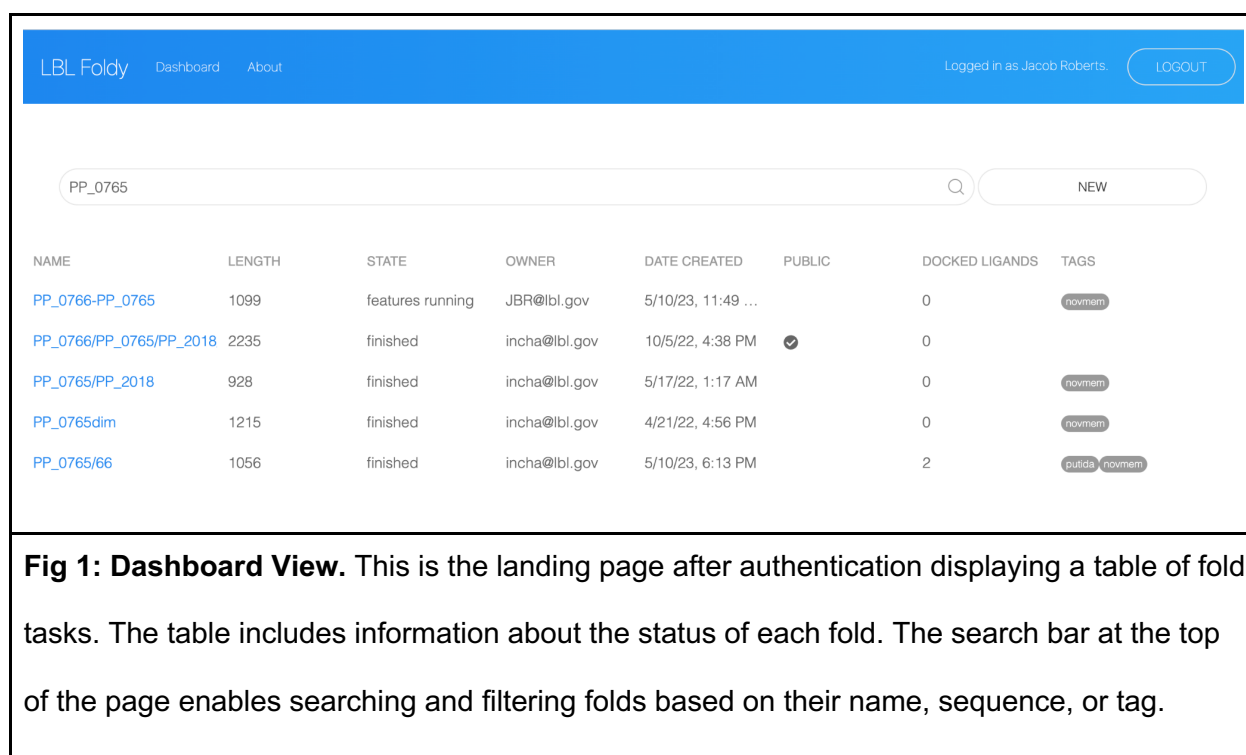 LBL Foldy Dashboard About Logged in as Jacob Roberts. LOGOUT
PP_0765 NEW
NAME LENGTH STATE OWNER DATE CREATED PUBLIC DOCKED LIGANDS TAGS
PP_0766-PP_0765 1099 features running JBR@lbl.gov 5/10/23, 11:49 ... 0 novmem
PP_0766/PP_0765/PP_2018 2235 finished incha@lbl.gov 10/5/22, 4:38 PM 0
PP_0765/PP_2018 928 finished incha@lbl.gov 5/17/22, 1:17 AM 0 novmem
PP_0765dim 1215 finished incha@lbl.gov 4/21/22, 4:56 PM 0 novmem
PP_0765/66 1056 finished incha@lbl.gov 5/10/23, 6:13 PM 2 putida novmem
Fig 1: Dashboard View. This is the landing page after authentication displaying a table of fold
tasks. The table includes information about the status of each fold. The search bar at the top
of the page enables searching and filtering folds based on their name, sequence, or tag.